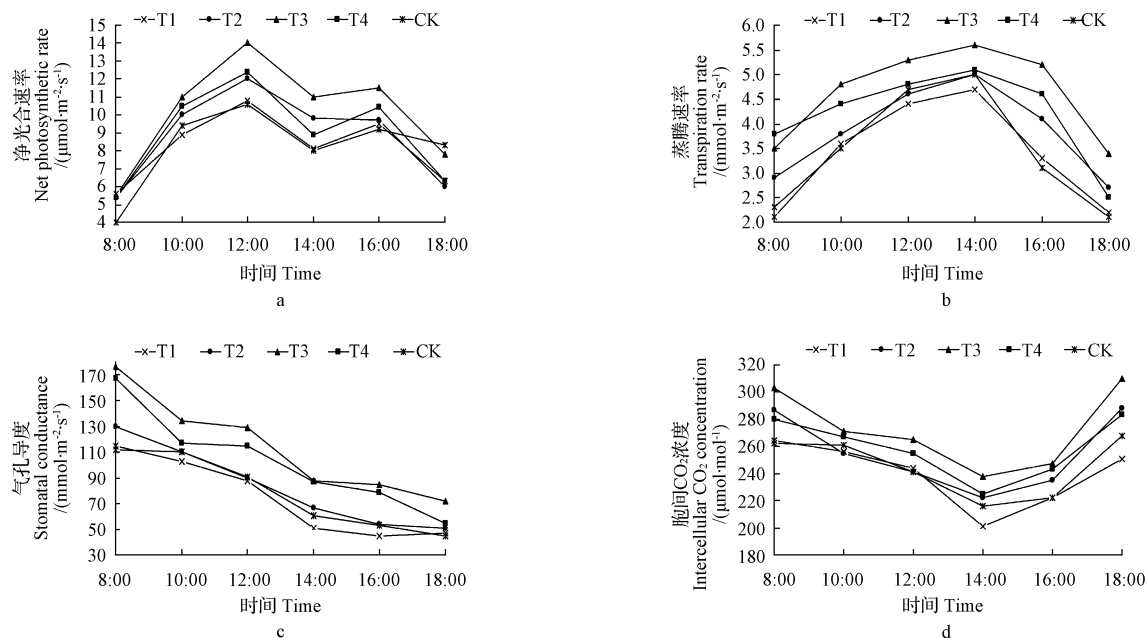 T1 T2 T3 T4 CK
15
14
13
12
11
10
9
8
7
6
5
4
净光合速率
Net photosynthetic rate
/(μmol·m⁻²·s⁻¹)
8:00 10:00 12:00 14:00 16:00 18:00
时间 Time
a
T1 T2 T3 T4 CK
6.0
5.5
5.0
4.5
4.0
3.5
3.0
2.5
2.0
蒸腾速率
Transpiration rate
/(mmol·m⁻²·s⁻¹)
8:00 10:00 12:00 14:00 16:00 18:00
时间 Time
b
T1 T2 T3 T4 CK
170
150
130
110
90
70
50
30
气孔导度
Stomatal conductance
/(mmol·m⁻²·s⁻¹)
8:00 10:00 12:00 14:00 16:00 18:00
时间 Time
c
T1 T2 T3 T4 CK
320
300
280
260
240
220
200
180
胞间CO₂浓度
Intercellular CO₂ concentration
/(μmol·mol⁻¹)
8:00 10:00 12:00 14:00 16:00 18:00
时间 Time
d